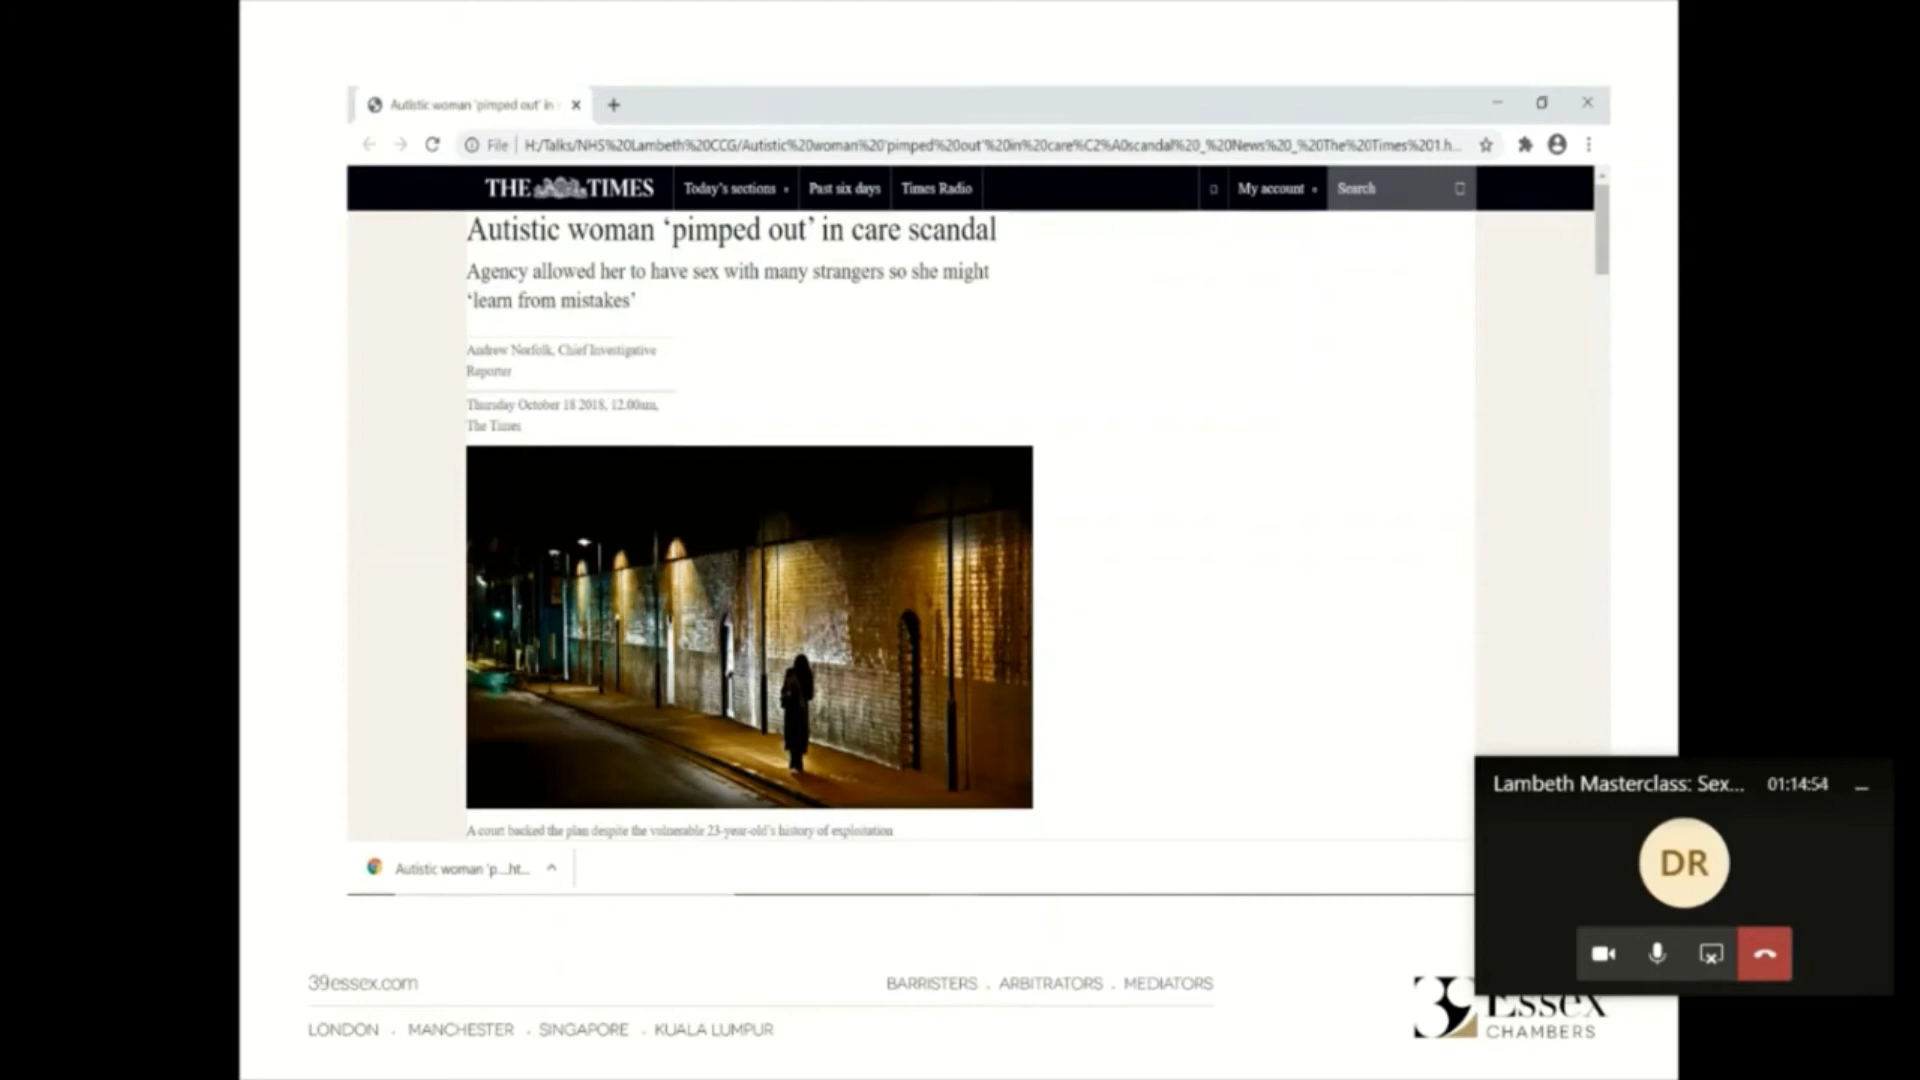 Autistic woman 'pimped out' in
File
H:/Talks/NHS%20Lambeth%20CCG/Autistic%20woman%20'pimped%20out'%20in%20care%C2%A0scandal%20_%20News%20_%20The%20Times%201.h...
THE TIMES
Today's sections
Past six days
Times Radio
My account
Search
Autistic woman ‘pimped out’ in care scandal
Agency allowed her to have sex with many strangers so she might
‘learn from mistakes’
Andrew Norfolk, Chief Investigative
Reporter
Thursday October 18 2018, 12.00am,
The Times
A court backed the plan despite the vulnerable 23-year-old's history of exploitation
Autistic woman 'p....ht...
Lambeth Masterclass: Sex...
01:14:54
DR
39essex.com
BARRISTERS . ARBITRATORS . MEDIATORS
LONDON . MANCHESTER . SINGAPORE . KUALA LUMPUR
39 Essex
CHAMBERS